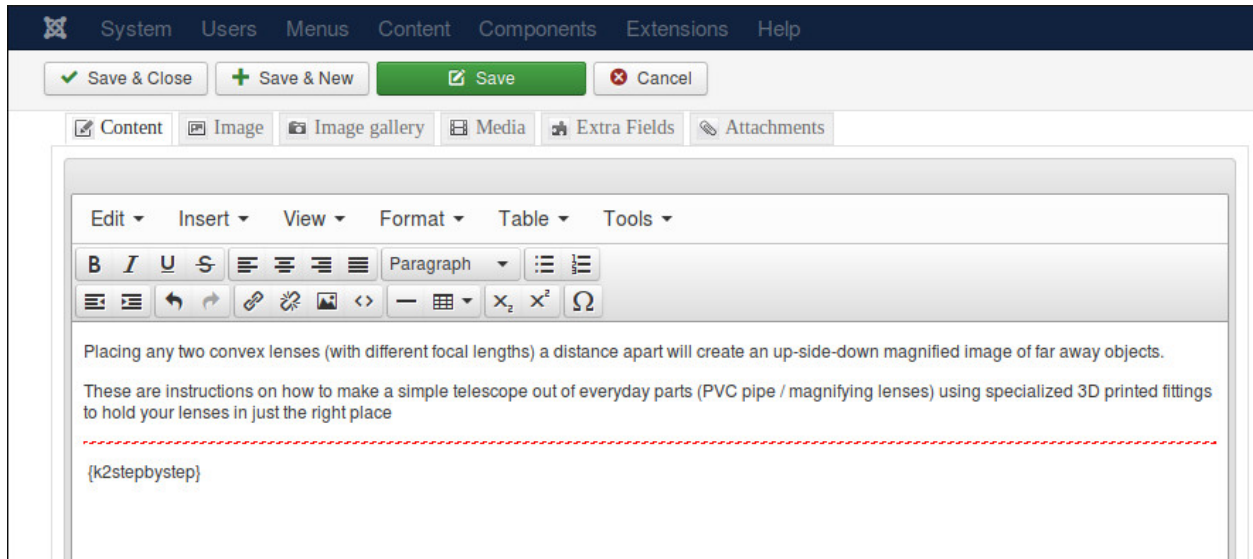 System Users Menus Content Components Extensions Help
Save & Close Save & New Save Cancel
Content Image Image gallery Media Extra Fields Attachments
Edit Insert View Format Table Tools
B I U S Paragraph
X₂ X² Ω
Placing any two convex lenses (with different focal lengths) a distance apart will create an up-side-down magnified image of far away objects.
These are instructions on how to make a simple telescope out of everyday parts (PVC pipe / magnifying lenses) using specialized 3D printed fittings
to hold your lenses in just the right place
{k2stepbystep}